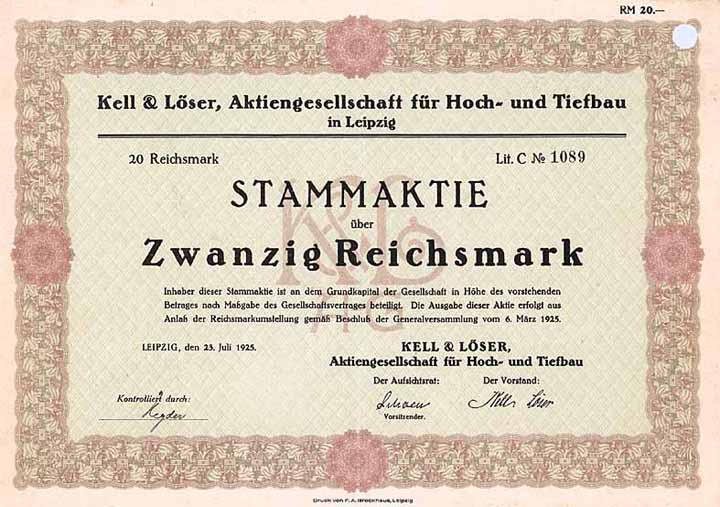 RM 20.—
Kell & Löser, Aktiengesellschaft für Hoch- und Tiefbau
in Leipzig
20 Reichsmark Lit. C № 1089
STAMMAKTIE
über
Zwanzig Reichsmark
Inhaber dieser Stammaktie ist an dem Grundkapital der Gesellschaft in Höhe des vorstehenden
Betrages nach Maßgabe des Gesellschaftsvertrages beteiligt. Die Ausgabe dieser Aktie erfolgt aus
Anlaß der Reichsmarkumstellung gemäß Beschluß der Generalversammlung vom 6. März 1925.
LEIPZIG, den 23. Juli 1925.
KELL & LÖSER,
Aktiengesellschaft für Hoch- und Tiefbau
Der Aufsichtsrat: Der Vorstand:
Kontrolliert durch:
Kell Löser
Vorsitzender.
K & L
AG
Druck von F. A. Brockhaus, Leipzig